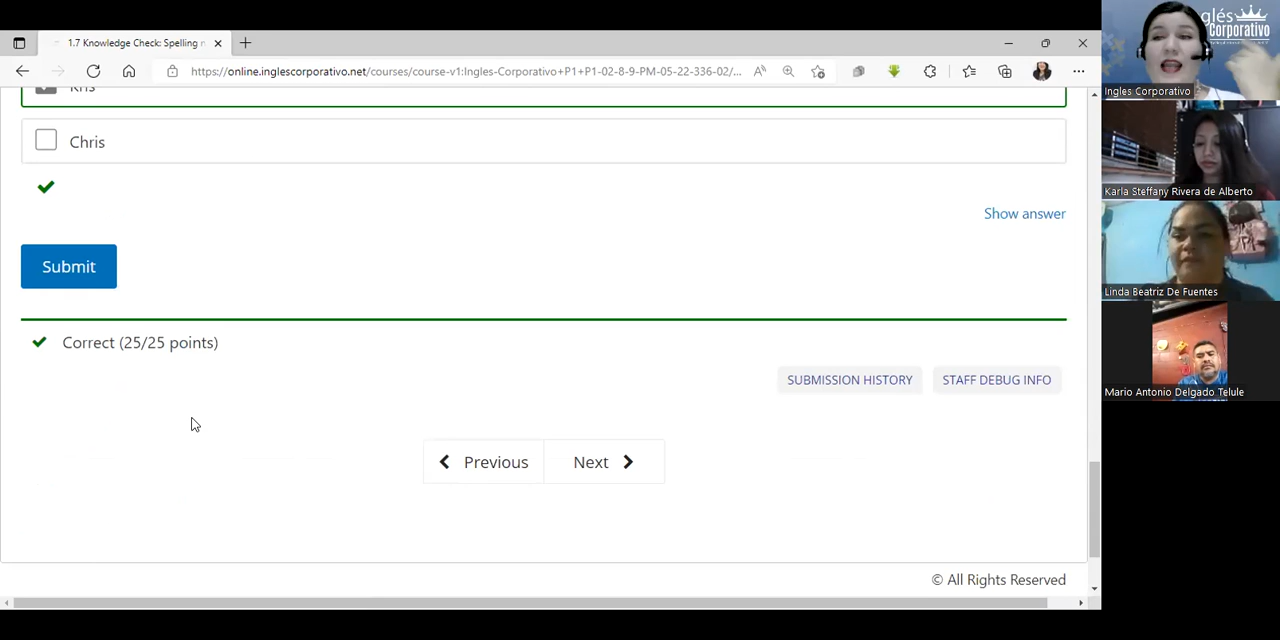 1.7 Knowledge Check: Spelling n
https://online.inglescorporativo.net/courses/course-v1:Ingles-Corporativo+P1+P1-02-8-9-PM-05-22-336-02/...
Kris
Chris
Show answer
Submit
Correct (25/25 points)
SUBMISSION HISTORY
STAFF DEBUG INFO
Previous
Next
© All Rights Reserved
glés
Corporativo
Ingles Corporativo
Karla Steffany Rivera de Alberto
Linda Beatriz De Fuentes
Mario Antonio Delgado Telule